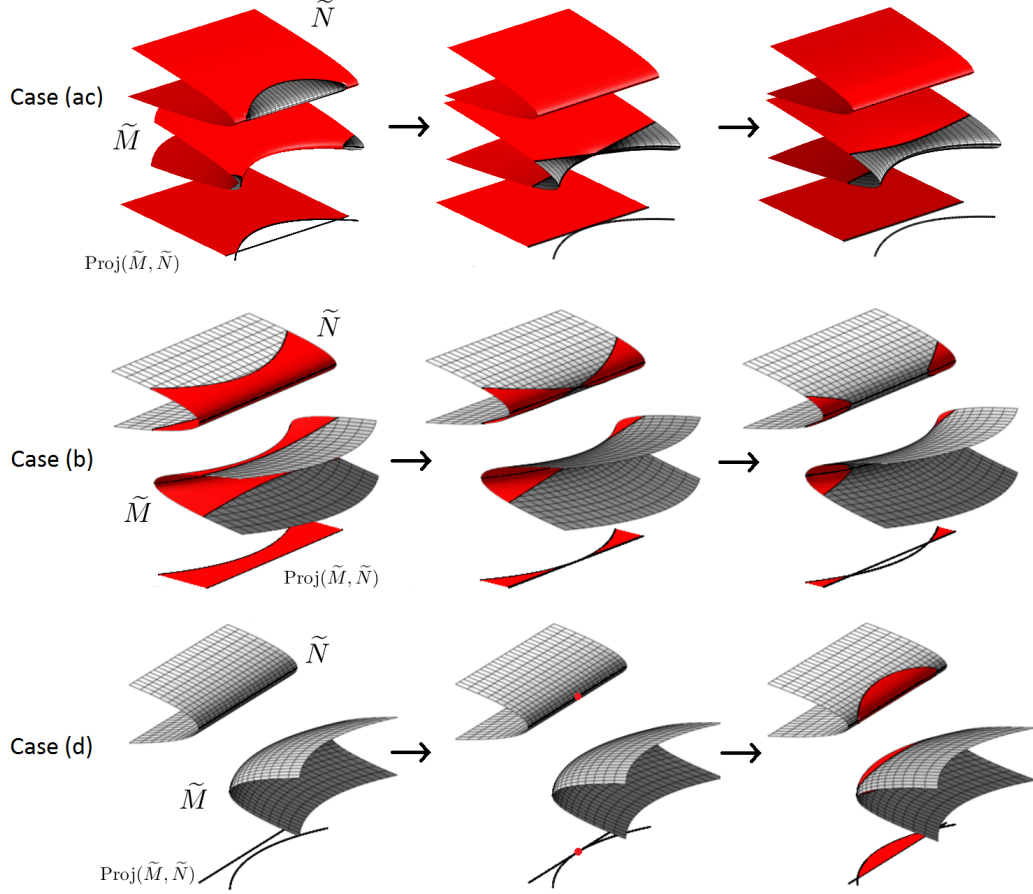 Ñ
Case (ac)
M̃
Proj(M̃, Ñ)
Ñ
Case (b)
M̃
Proj(M̃, Ñ)
Ñ
Case (d)
M̃
Proj(M̃, Ñ)